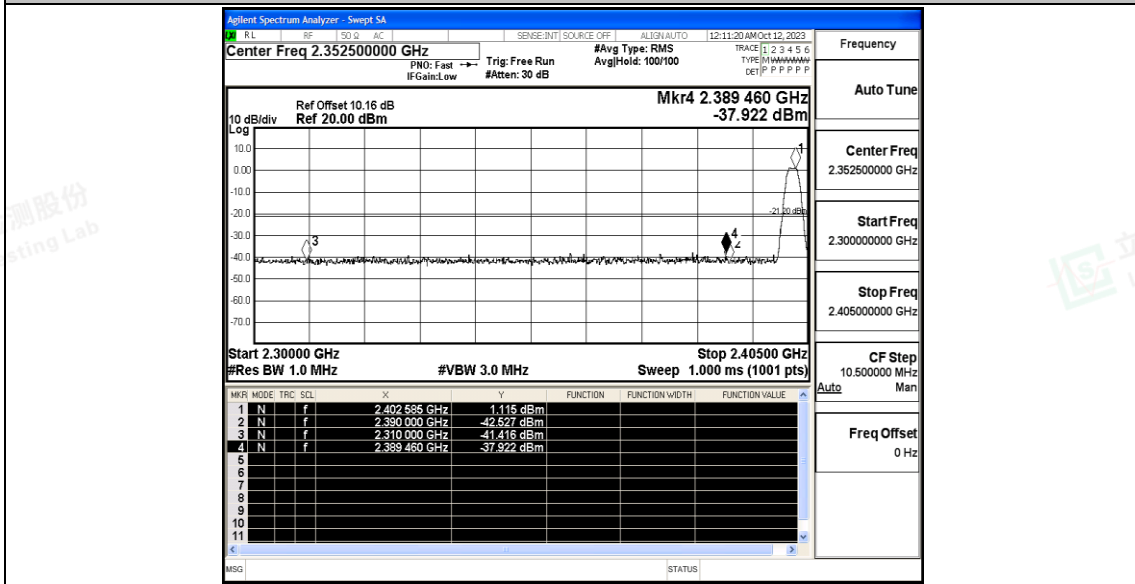 Agilent Spectrum Analyzer - Swept SA
LXI RL RF 50 Ω AC SENSE:INT SOURCE OFF ALIGNAUTO 12:11:20 AM Oct 12, 2023
Center Freq 2.352500000 GHz
PNO: Fast
IFGain:Low
Trig: Free Run
#Atten: 30 dB
#Avg Type: RMS
Avg|Hold: 100/100
TRACE 1 2 3 4 5 6
TYPE M WWWWW
DET P P P P P P
Mkr4 2.389 460 GHz
-37.922 dBm
Ref Offset 10.16 dB
10 dB/div Ref 20.00 dBm
Log
10.0
0.00
-10.0
-20.0
-30.0
-40.0
-50.0
-60.0
-70.0
1
-21.20 dBm
3
4
2
Start 2.30000 GHz Stop 2.40500 GHz
#Res BW 1.0 MHz #VBW 3.0 MHz Sweep 1.000 ms (1001 pts)
MKR MODE TRC SCL X Y FUNCTION FUNCTION WIDTH FUNCTION VALUE
1 N f 2.402 585 GHz 1.115 dBm
2 N f 2.390 000 GHz -42.527 dBm
3 N f 2.310 000 GHz -41.416 dBm
4 N f 2.389 460 GHz -37.922 dBm
5
6
7
8
9
10
11
MSG STATUS
Frequency
Auto Tune
Center Freq
2.352500000 GHz
Start Freq
2.300000000 GHz
Stop Freq
2.405000000 GHz
CF Step
10.500000 MHz
Auto Man
Freq Offset
0 Hz
测股份
sting Lab
立